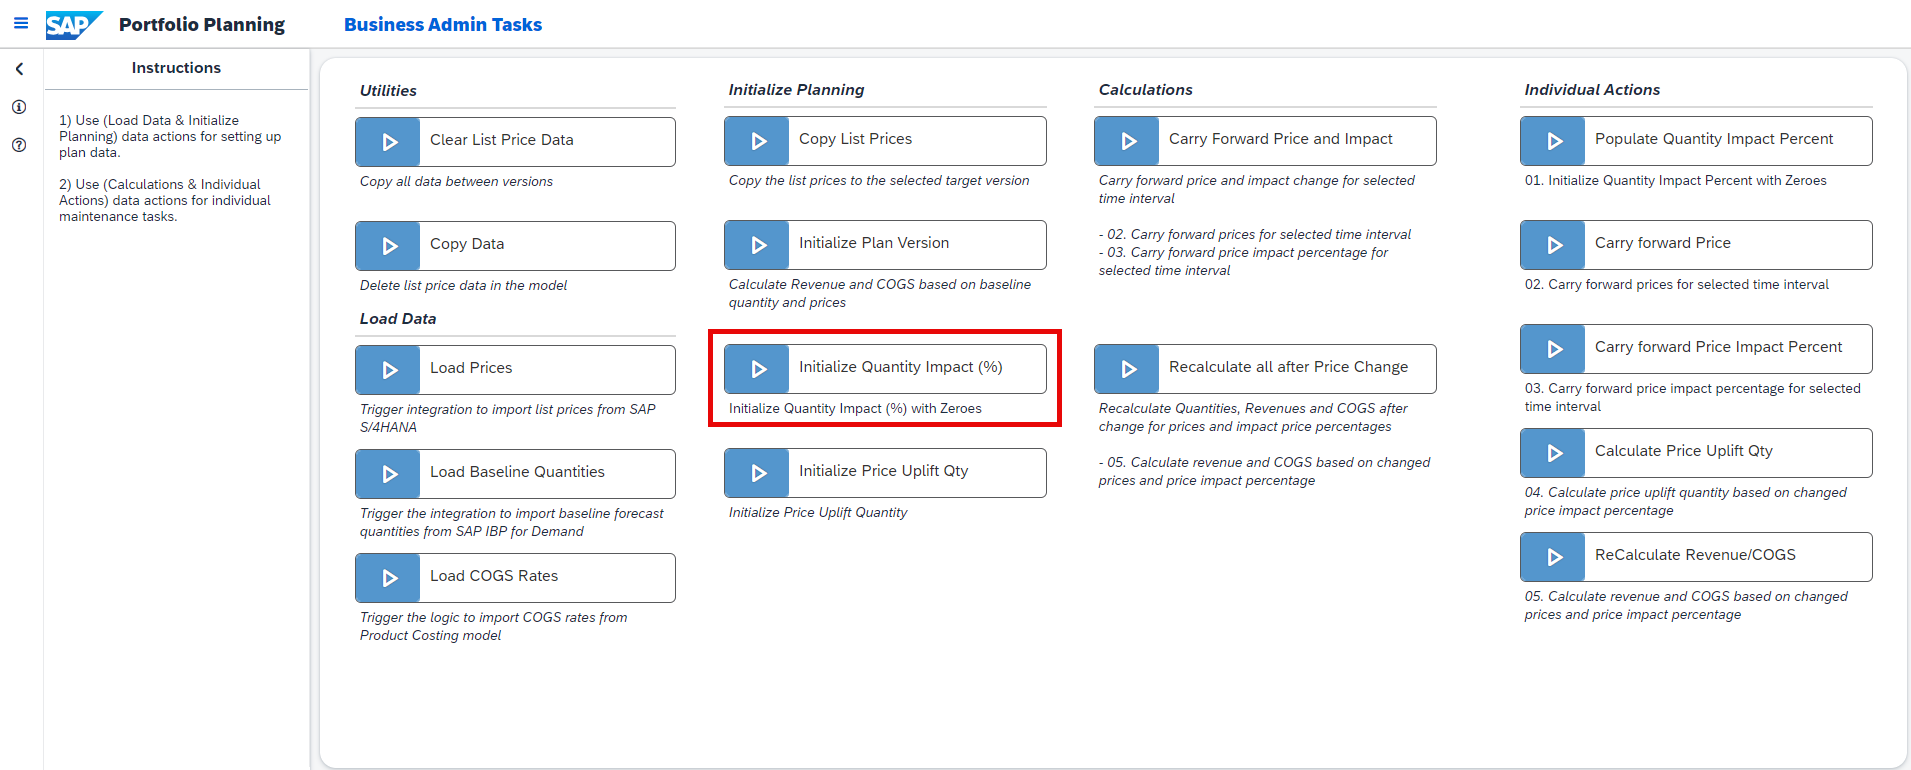 SAP Portfolio Planning Business Admin Tasks
Instructions
1) Use (Load Data & Initialize
Planning) data actions for setting up
plan data.
2) Use (Calculations & Individual
Actions) data actions for individual
maintenance tasks.
Utilities
Clear List Price Data
Copy all data between versions
Copy Data
Delete list price data in the model
Load Data
Load Prices
Trigger integration to import list prices from SAP
S/4HANA
Load Baseline Quantities
Trigger the integration to import baseline forecast
quantities from SAP IBP for Demand
Load COGS Rates
Trigger the logic to import COGS rates from
Product Costing model
Initialize Planning
Copy List Prices
Copy the list prices to the selected target version
Initialize Plan Version
Calculate Revenue and COGS based on baseline
quantity and prices
Initialize Quantity Impact (%)
Initialize Quantity Impact (%) with Zeroes
Initialize Price Uplift Qty
Initialize Price Uplift Quantity
Calculations
Carry Forward Price and Impact
Carry forward price and impact change for selected
time interval
- 02. Carry forward prices for selected time interval
- 03. Carry forward price impact percentage for
selected time interval
Recalculate all after Price Change
Recalculate Quantities, Revenues and COGS after
change for prices and impact price percentages
- 05. Calculate revenue and COGS based on changed
prices and price impact percentage
Individual Actions
Populate Quantity Impact Percent
01. Initialize Quantity Impact Percent with Zeroes
Carry forward Price
02. Carry forward prices for selected time interval
Carry forward Price Impact Percent
03. Carry forward price impact percentage for selected
time interval
Calculate Price Uplift Qty
04. Calculate price uplift quantity based on changed
price impact percentage
ReCalculate Revenue/COGS
05. Calculate revenue and COGS based on changed
prices and price impact percentage